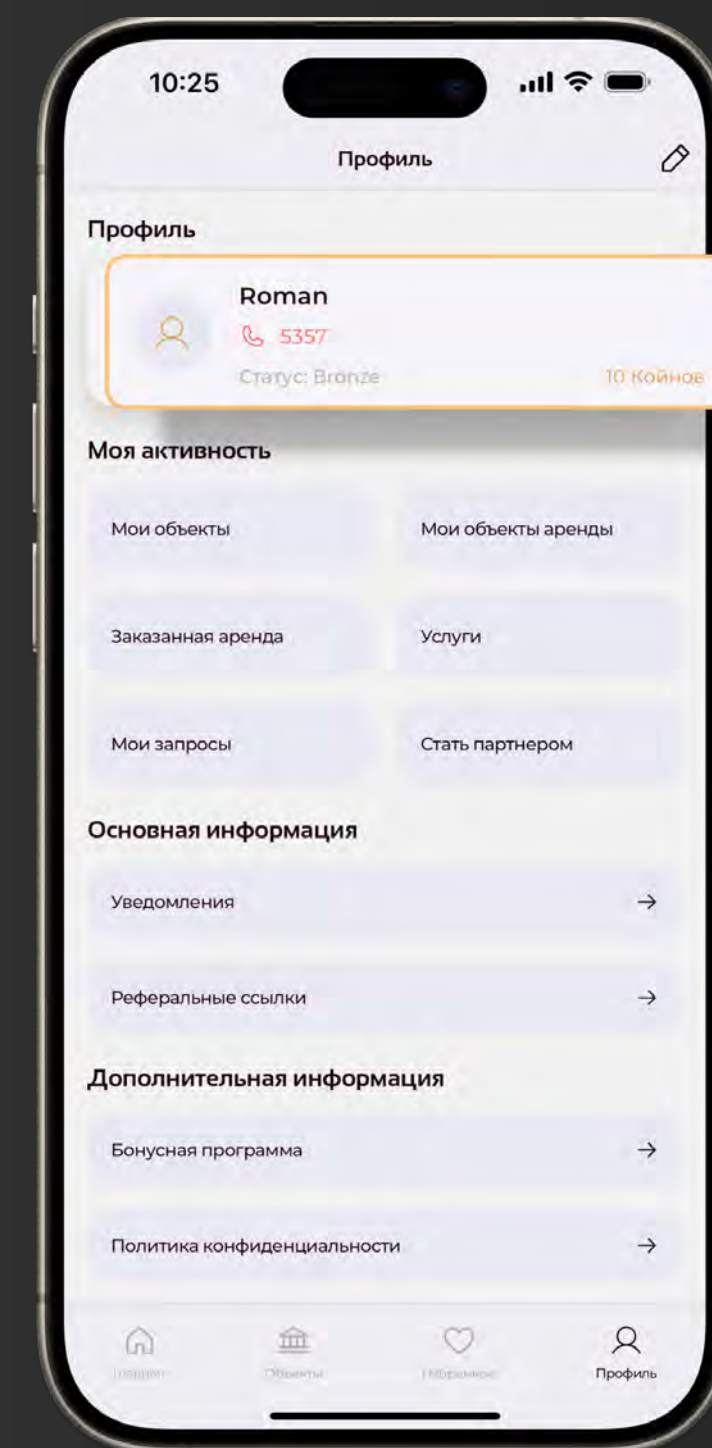 10:25
Профиль
Профиль
Roman
5357
Статус: Bronze
10 Койнов
Моя активность
Мои объекты
Мои объекты аренды
Заказанная аренда
Услуги
Мои запросы
Стать партнером
Основная информация
Уведомления
Реферальные ссылки
Дополнительная информация
Бонусная программа
Политика конфиденциальности
Объекты
Избранное
Профиль